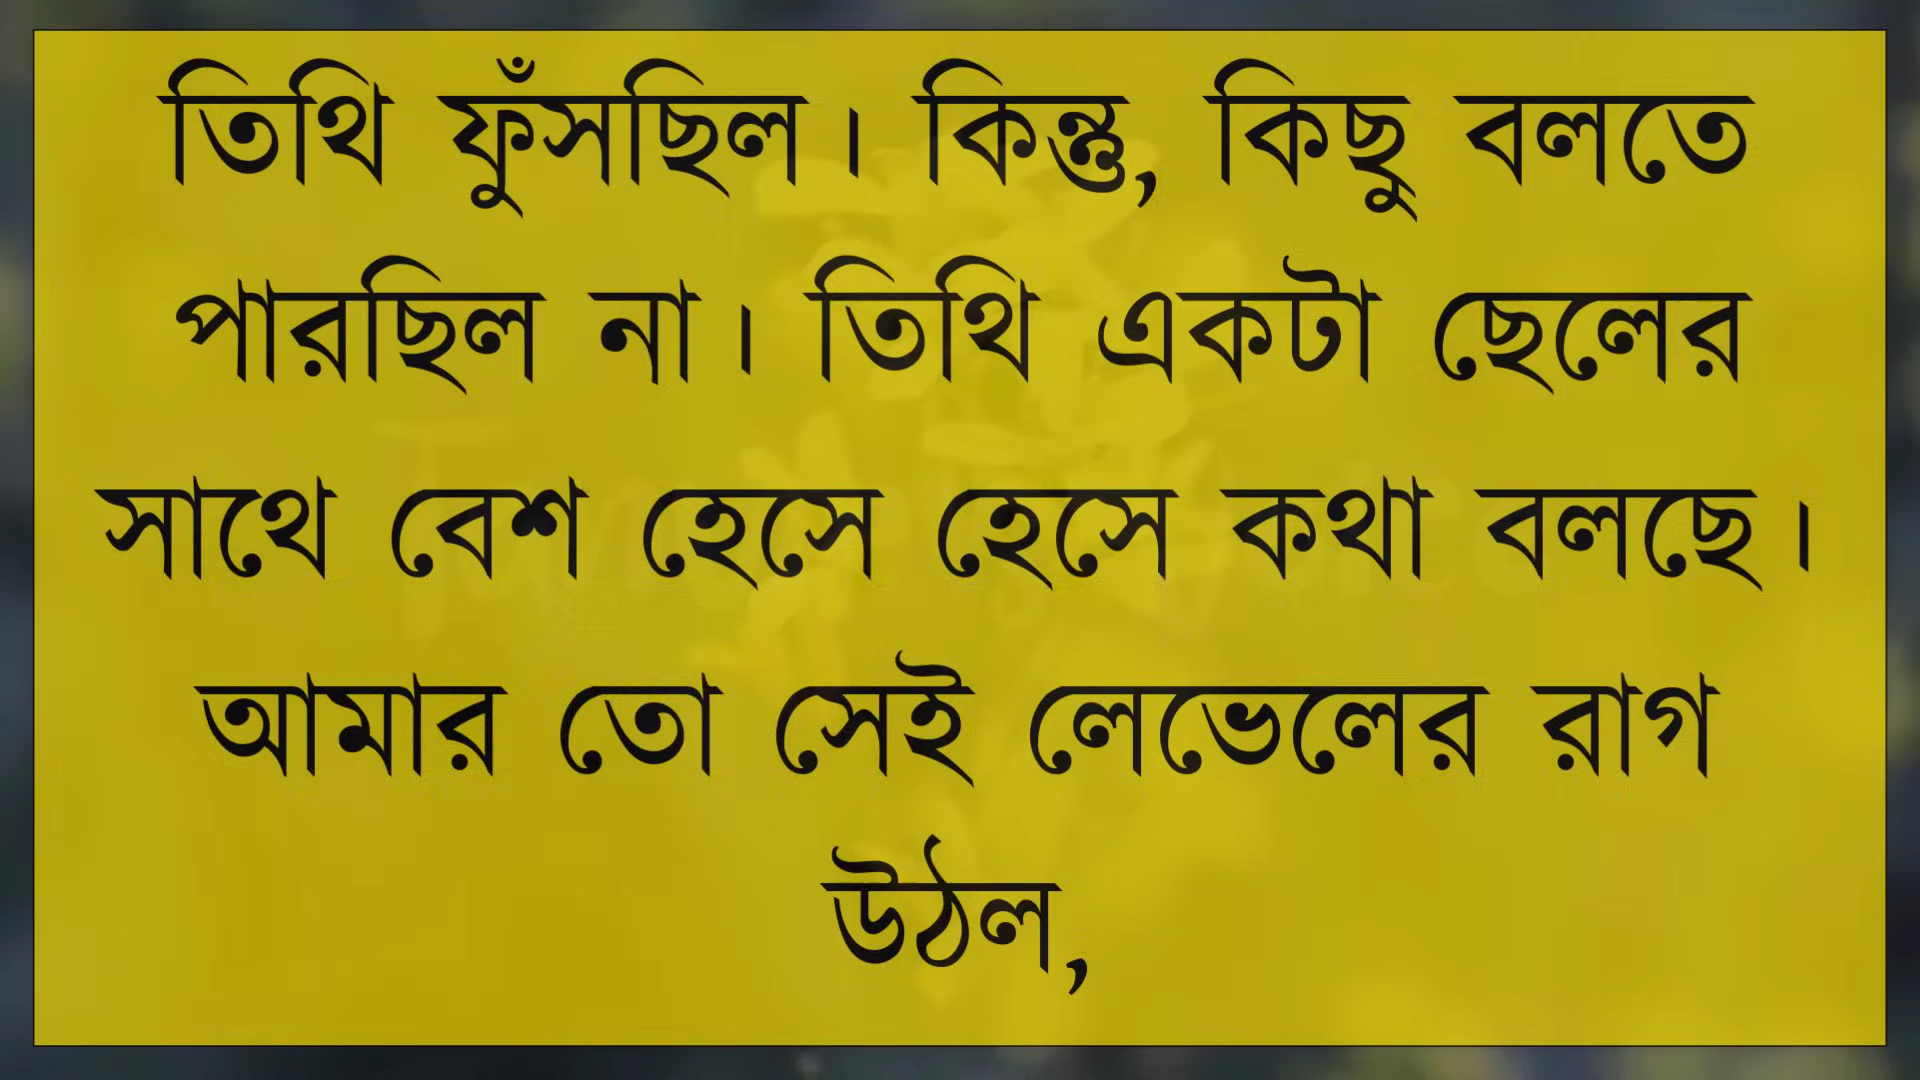 তিথি ফুঁসছিল। কিন্তু, কিছু বলতে
পারছিল না। তিথি একটা ছেলের
সাথে বেশ হেসে হেসে কথা বলছে।
আমার তো সেই লেভেলের রাগ
উঠল,